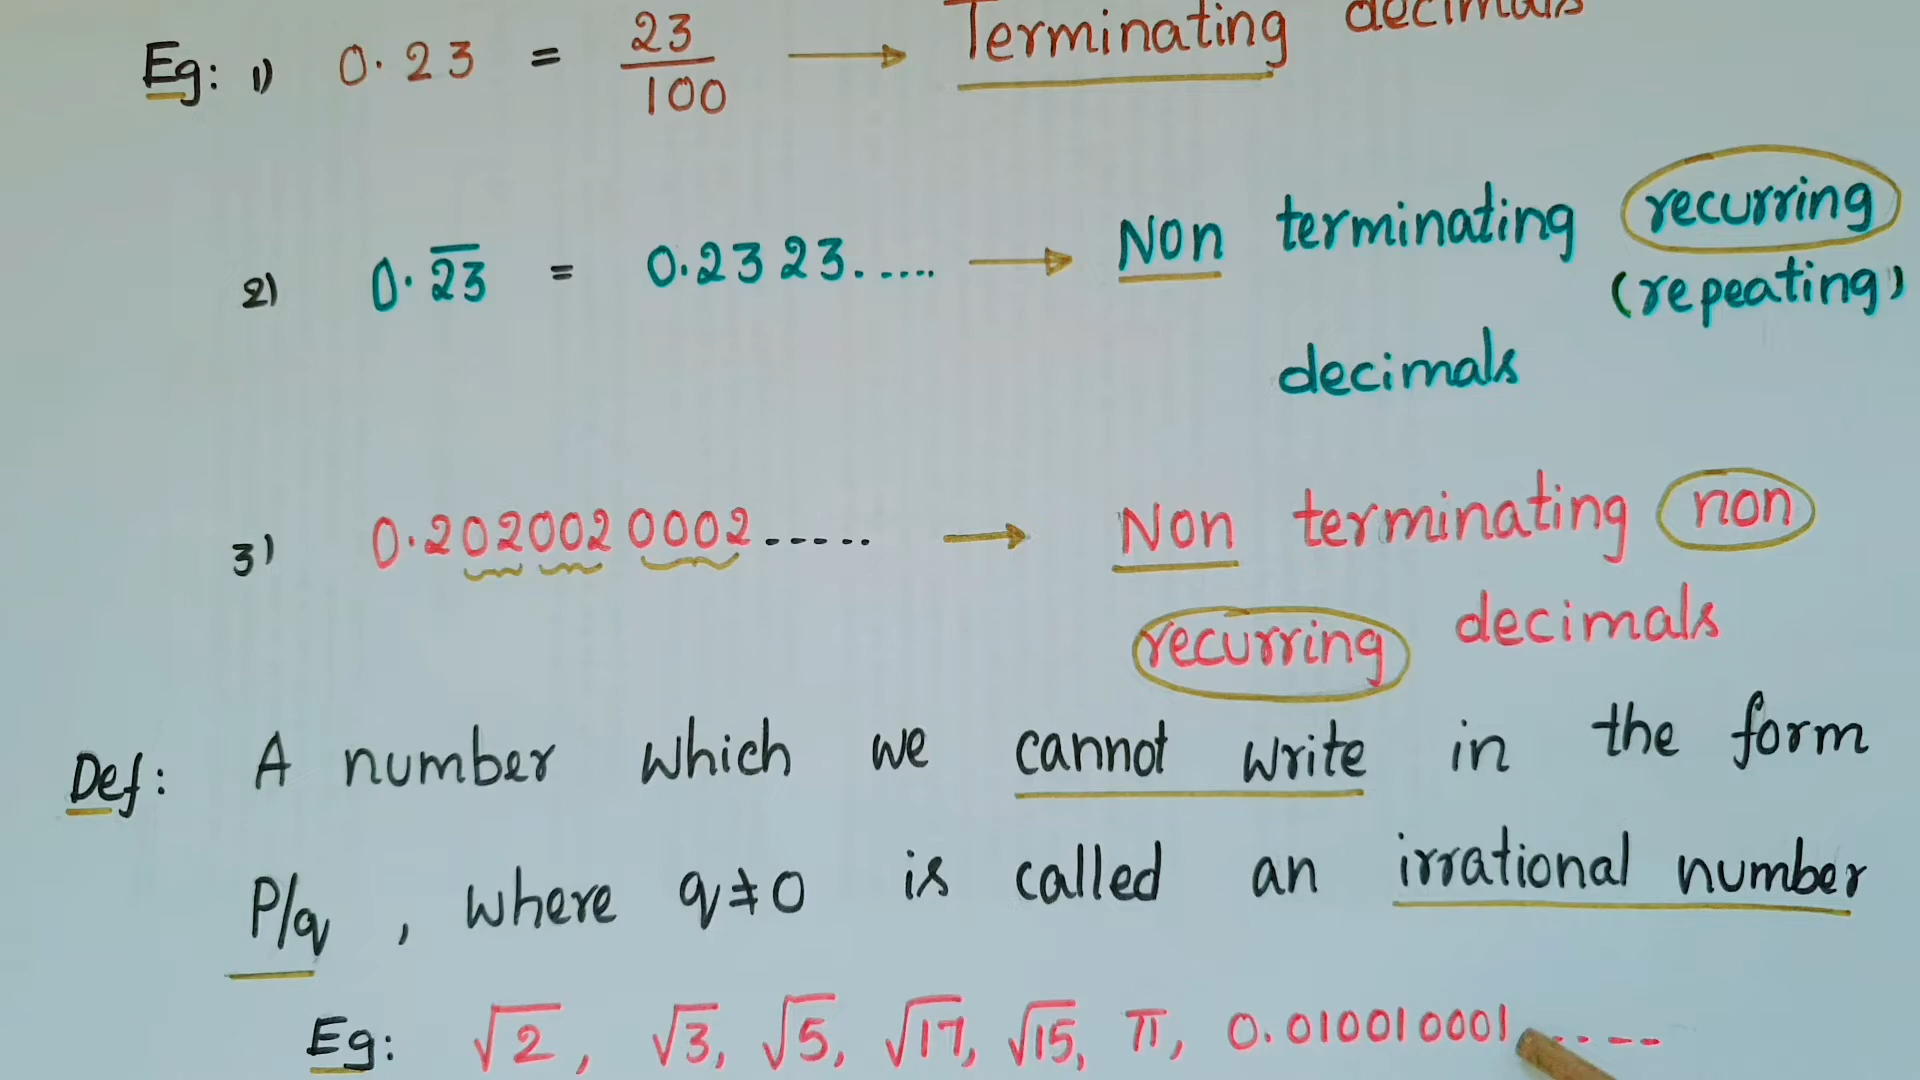 Eg: 1) 0.23 = 23/100 → Terminating decimals
2) 0.2̅3̅ = 0.2323..... → Non terminating recurring
(repeating)
decimals
3) 0.2020020002..... → Non terminating non
recurring decimals
Def: A number which we cannot write in the form
P/q , where q≠0 is called an irrational number
Eg: √2, √3, √5, √17, √15, π, 0.010010001.....